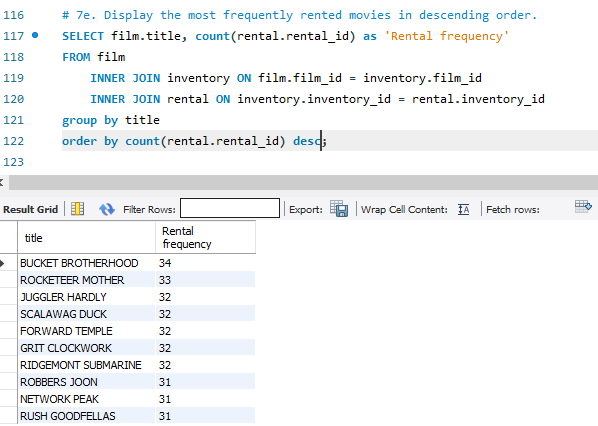 116 # 7e. Display the most frequently rented movies in descending order.
117 SELECT film.title, count(rental.rental_id) as 'Rental frequency'
118 FROM film
119 INNER JOIN inventory ON film.film_id = inventory.film_id
120 INNER JOIN rental ON inventory.inventory_id = rental.inventory_id
121 group by title
122 order by count(rental.rental_id) desc;
123
Result Grid Filter Rows: Export: Wrap Cell Content: IA Fetch rows:
title Rental
frequency
BUCKET BROTHERHOOD 34
ROCKETEER MOTHER 33
JUGGLER HARDLY 32
SCALAWAG DUCK 32
FORWARD TEMPLE 32
GRIT CLOCKWORK 32
RIDGEMONT SUBMARINE 32
ROBBERS JOON 31
NETWORK PEAK 31
RUSH GOODFELLAS 31